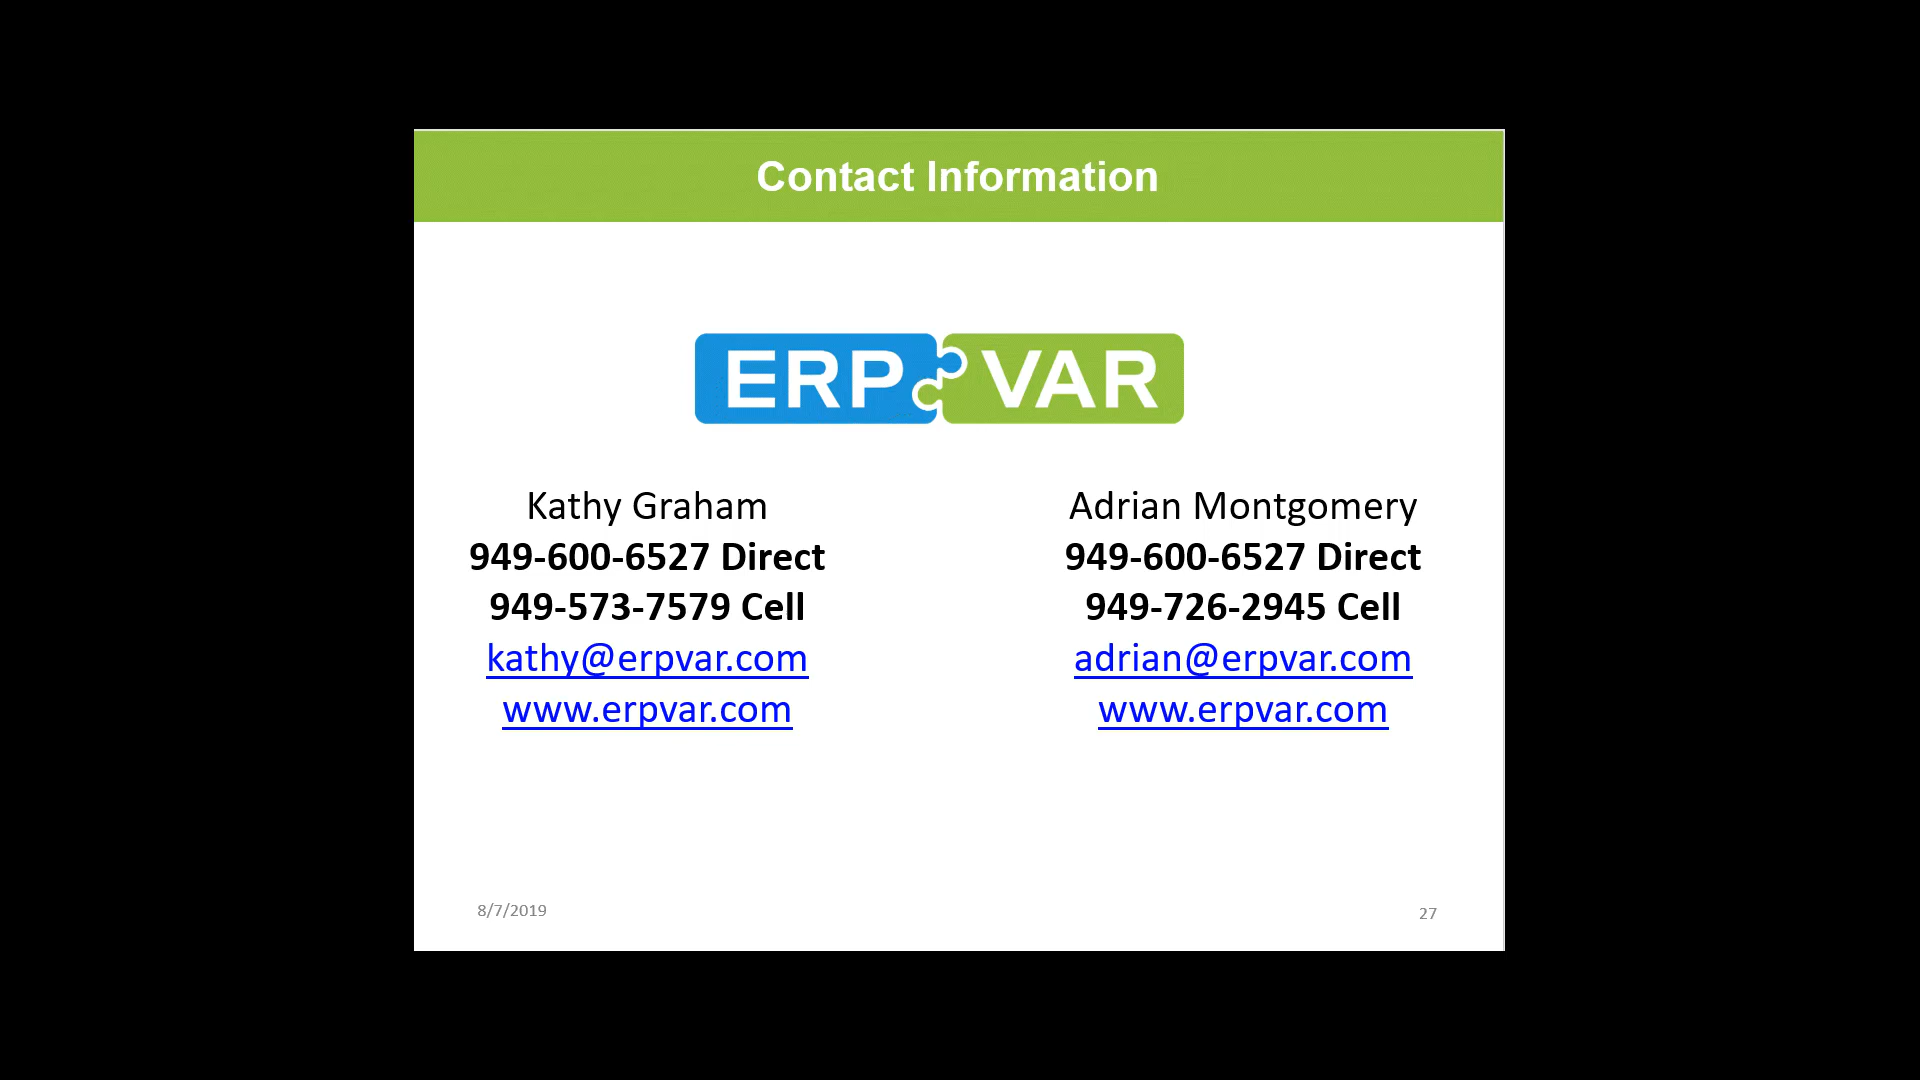 Contact Information
ERP VAR
Kathy Graham
949-600-6527 Direct
949-573-7579 Cell
kathy@erpvar.com
www.erpvar.com
Adrian Montgomery
949-600-6527 Direct
949-726-2945 Cell
adrian@erpvar.com
www.erpvar.com
8/7/2019
27